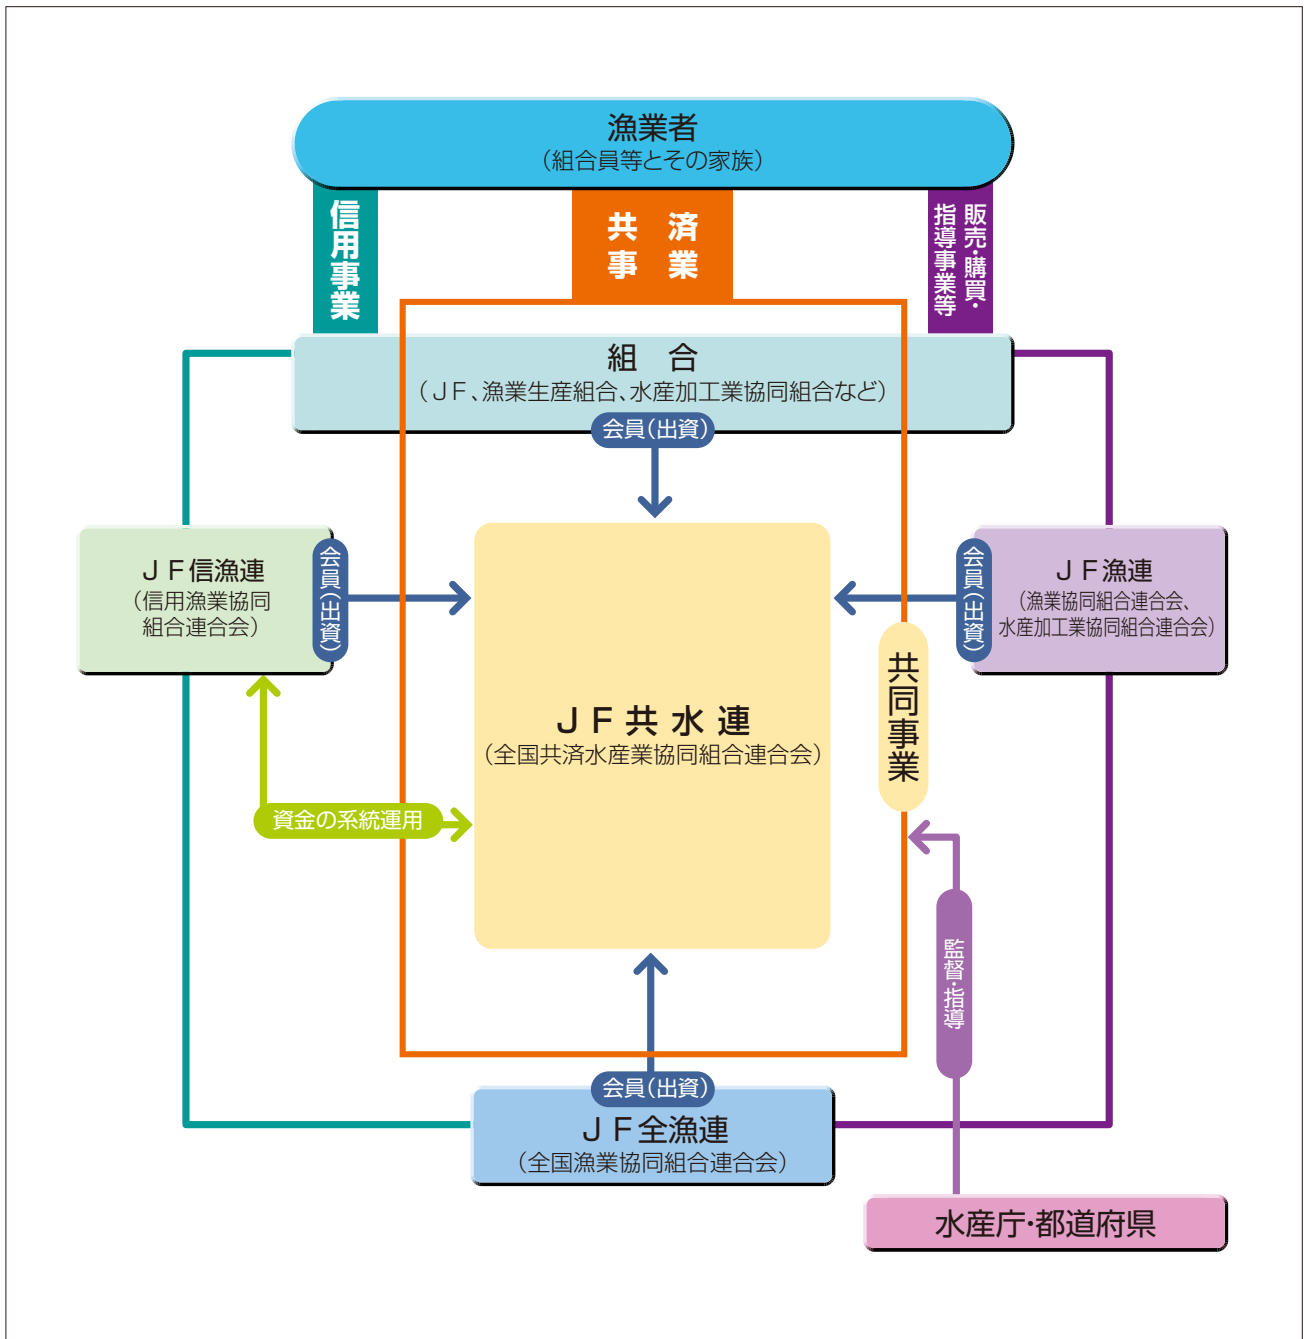 漁業者
（組合員等とその家族）
信用事業
共　済
事　業
販売・購買・
指導事業等
組　合
（ＪＦ、漁業生産組合、水産加工業協同組合など）
会員（出資）
ＪＦ信漁連
（信用漁業協同
組合連合会）
会員（出資）
会員（出資）
ＪＦ漁連
（漁業協同組合連合会、
水産加工業協同組合連合会）
共同事業
ＪＦ共水連
（全国共済水産業協同組合連合会）
資金の系統運用
監督・指導
会員（出資）
ＪＦ全漁連
（全国漁業協同組合連合会）
水産庁・都道府県